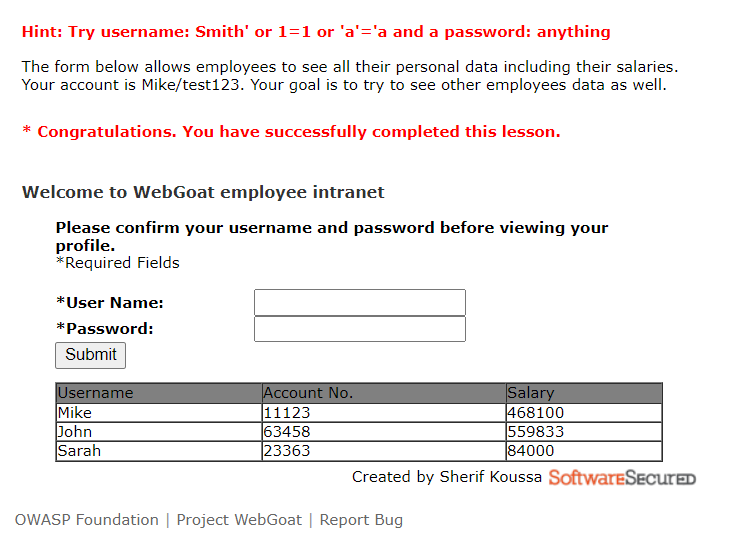 Hint: Try username: Smith' or 1=1 or 'a'='a and a password: anything
The form below allows employees to see all their personal data including their salaries.
Your account is Mike/test123. Your goal is to try to see other employees data as well.
* Congratulations. You have successfully completed this lesson.
Welcome to WebGoat employee intranet
Please confirm your username and password before viewing your
profile.
*Required Fields
*User Name:
*Password:
Submit
Username Account No. Salary
Mike 11123 468100
John 63458 559833
Sarah 23363 84000
Created by Sherif Koussa SoftwareSecured
OWASP Foundation | Project WebGoat | Report Bug